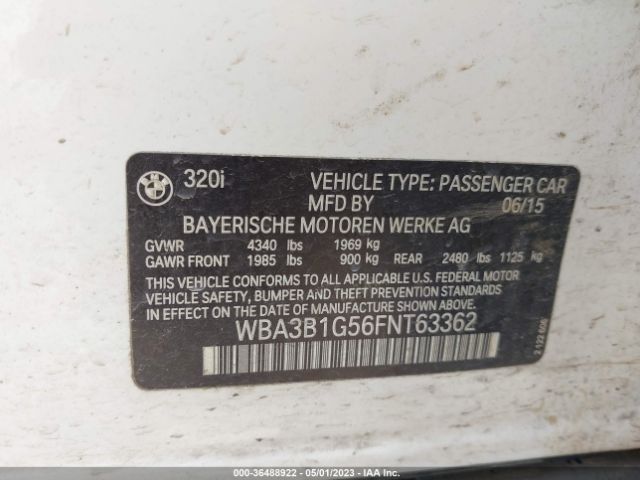 320i VEHICLE TYPE: PASSENGER CAR
MFD BY 06/15
BAYERISCHE MOTOREN WERKE AG
GVWR 4340 lbs 1969 kg
GAWR FRONT 1985 lbs 900 kg REAR 2480 lbs 1125 kg
THIS VEHICLE CONFORMS TO ALL APPLICABLE U.S. FEDERAL MOTOR
VEHICLE SAFETY, BUMPER AND THEFT PREVENTION STANDARDS
IN EFFECT ON THE DATE OF MANUFACTURE SHOWN ABOVE.
WBA3B1G56FNT63362
2 122 606
000-36488922 - 05/01/2023 - IAA Inc.